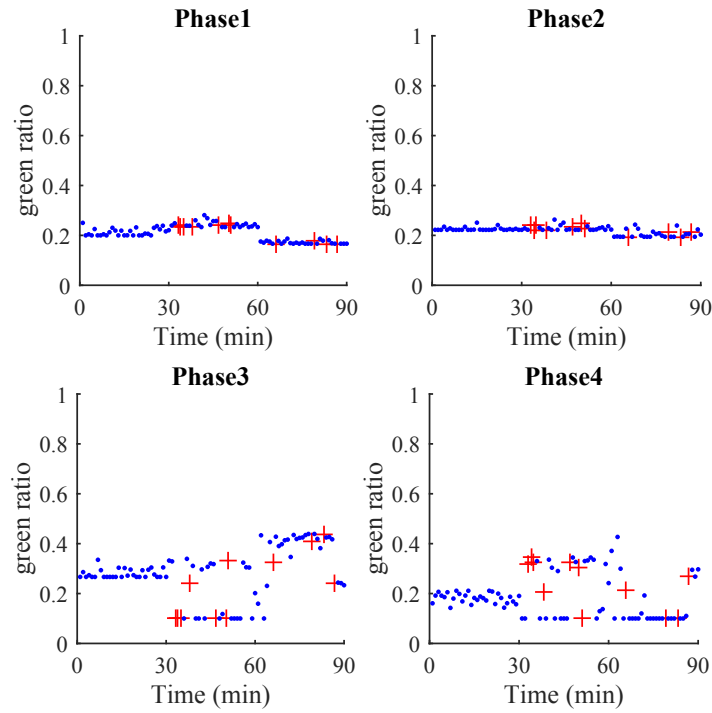 Phase1
1
0.8
0.6
0.4
0.2
0
0 30 60 90
green ratio
Time (min)
Phase2
1
0.8
0.6
0.4
0.2
0
0 30 60 90
green ratio
Time (min)
Phase3
1
0.8
0.6
0.4
0.2
0
0 30 60 90
green ratio
Time (min)
Phase4
1
0.8
0.6
0.4
0.2
0
0 30 60 90
green ratio
Time (min)